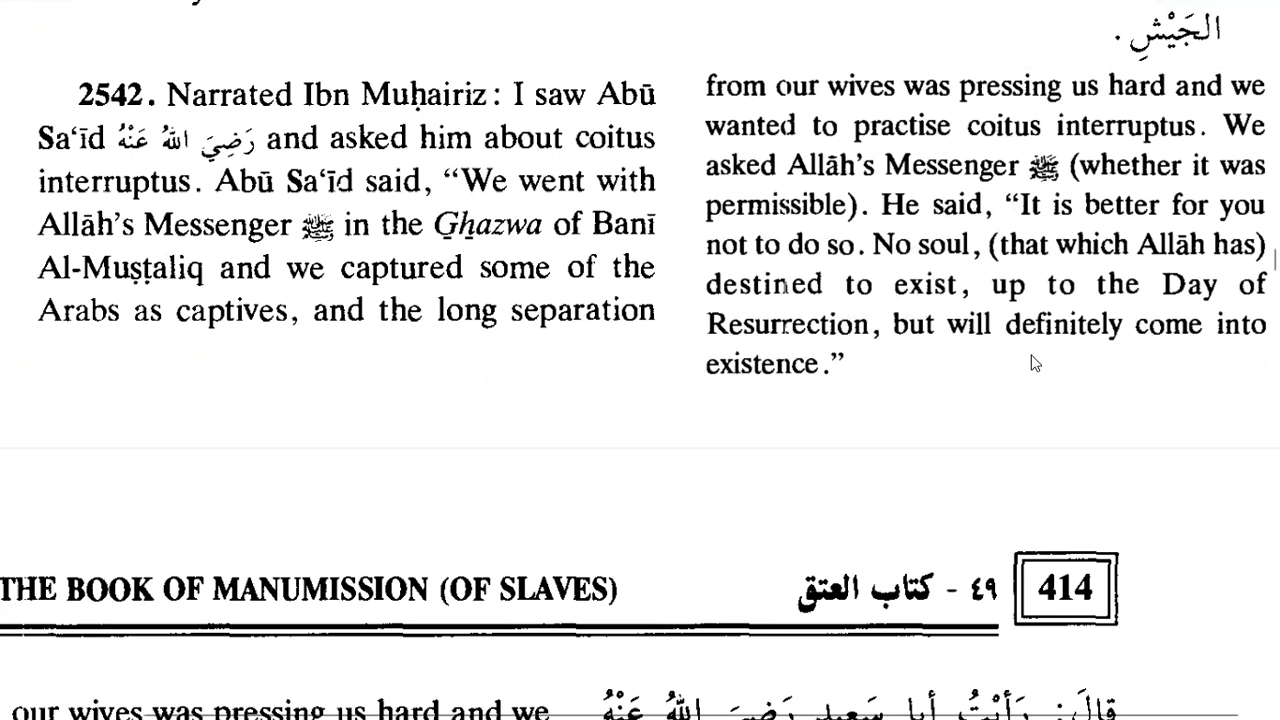 الجَيْشِ .
2542. Narrated Ibn Muḥairiz: I saw Abū
Sa‘īd رَضِيَ اللهُ عَنْهُ and asked him about coitus
interruptus. Abū Sa‘īd said, “We went with
Allāh’s Messenger ﷺ in the Ghazwa of Banī
Al-Muṣṭaliq and we captured some of the
Arabs as captives, and the long separation
from our wives was pressing us hard and we
wanted to practise coitus interruptus. We
asked Allāh’s Messenger ﷺ (whether it was
permissible). He said, “It is better for you
not to do so. No soul, (that which Allāh has)
destined to exist, up to the Day of
Resurrection, but will definitely come into
existence.”
THE BOOK OF MANUMISSION (OF SLAVES) ٤٩ - كتاب العتق 414
our wives was pressing us hard and we
قالَ: رَأَيْتُ أبا سَعيدٍ رَضِيَ اللهُ عَنْهُ